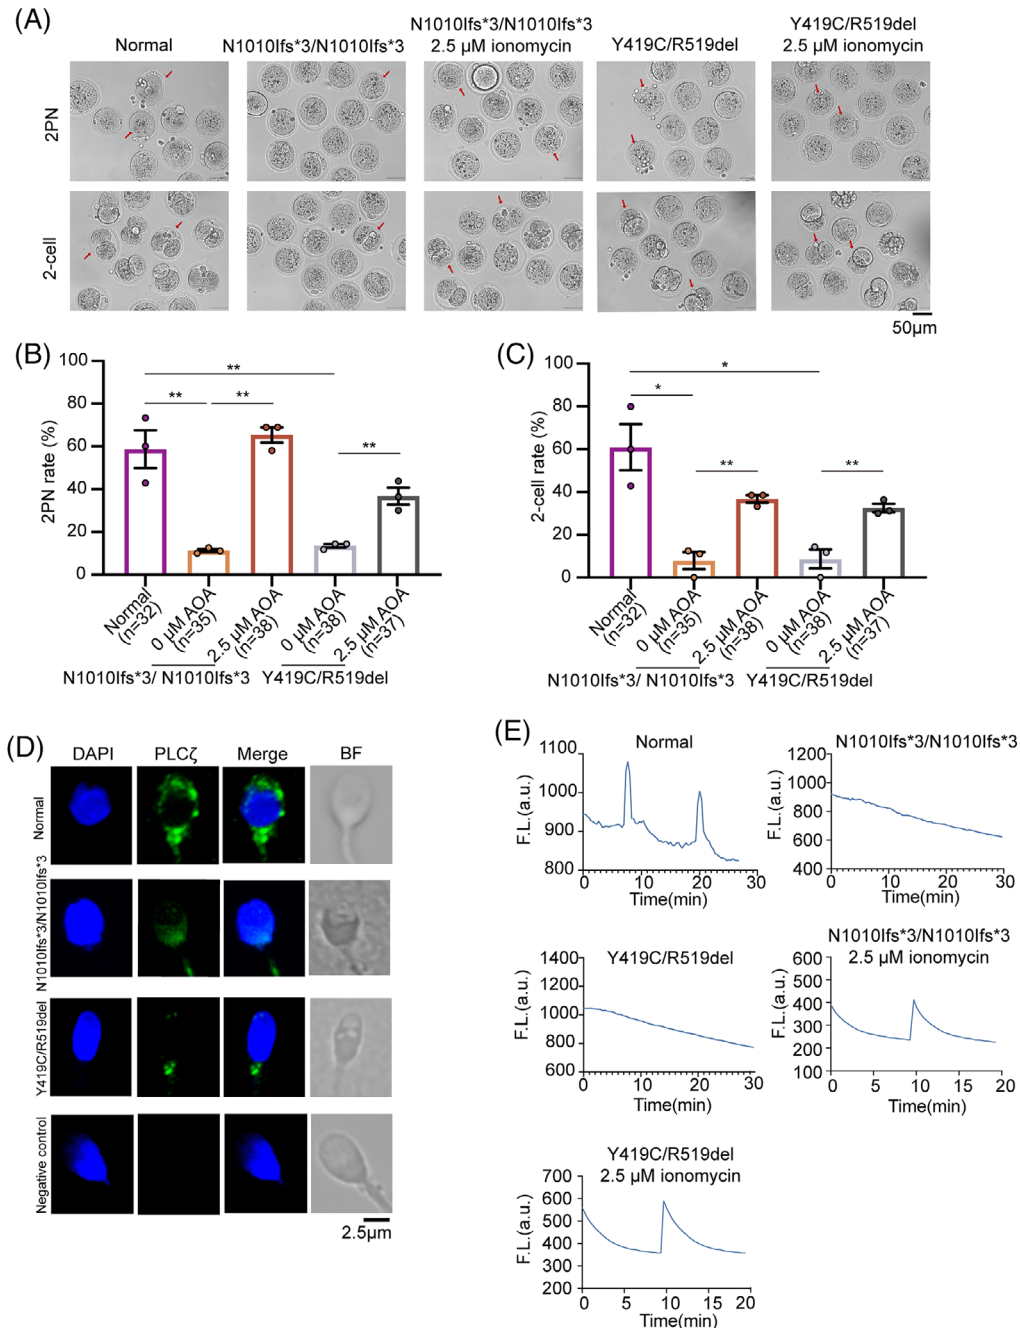 (A)
Normal
N1010Ifs*3/N1010Ifs*3
N1010Ifs*3/N1010Ifs*3
2.5 µM ionomycin
Y419C/R519del
Y419C/R519del
2.5 µM ionomycin
2PN
2-cell
50µm
(B)
2PN rate (%)
100
80
60
40
20
0
**
**
**
**
Normal
(n=32)
0 µM AOA
(n=35)
2.5 µM AOA
(n=38)
0 µM AOA
(n=38)
2.5 µM AOA
(n=37)
N1010Ifs*3/ N1010Ifs*3
Y419C/R519del
(C)
2-cell rate (%)
100
80
60
40
20
0
*
*
**
**
Normal
(n=32)
0 µM AOA
(n=35)
2.5 µM AOA
(n=38)
0 µM AOA
(n=38)
2.5 µM AOA
(n=37)
N1010Ifs*3/ N1010Ifs*3
Y419C/R519del
(D)
DAPI
PLCζ
Merge
BF
Normal
N1010Ifs*3/N1010Ifs*3
Y419C/R519del
Negative control
2.5µm
(E)
Normal
F.L.(a.u.)
1100
1000
900
800
0 10 20 30
Time(min)
N1010Ifs*3/N1010Ifs*3
F.L.(a.u.)
1200
1000
800
600
400
0 10 20 30
Time(min)
Y419C/R519del
F.L.(a.u.)
1400
1200
1000
800
600
0 10 20 30
Time(min)
N1010Ifs*3/N1010Ifs*3
2.5 µM ionomycin
F.L.(a.u.)
600
500
400
300
200
100
0 5 10 15 20
Time(min)
Y419C/R519del
2.5 µM ionomycin
F.L.(a.u.)
700
600
500
400
300
200
0 5 10 15 20
Time(min)